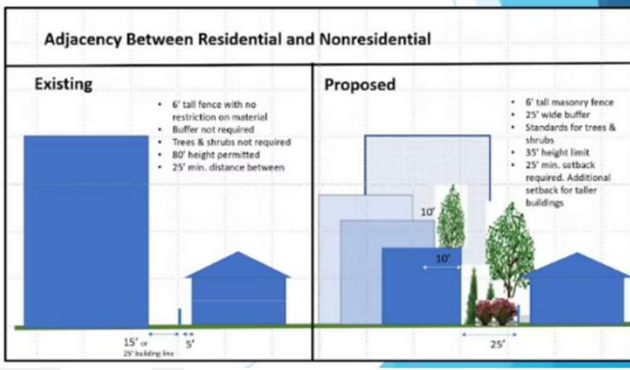 Adjacency Between Residential and Nonresidential
Existing
• 6' tall fence with no
restriction on material
• Buffer not required
• Trees & shrubs not required
• 80' height permitted
• 25' min. distance between
15' or
25' building line
5'
Proposed
• 6' tall masonry fence
• 25' wide buffer
• Standards for trees &
shrubs
• 35' height limit
• 25' min. setback
required. Additional
setback for taller
buildings
10'
10'
25'